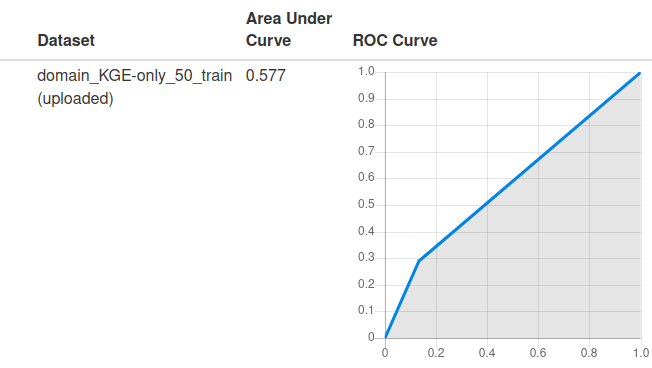 Dataset
Area Under
Curve
ROC Curve
domain_KGE-only_50_train
(uploaded)
0.577
1.0
0.9
0.8
0.7
0.6
0.5
0.4
0.3
0.2
0.1
0
0 0.2 0.4 0.6 0.8 1.0